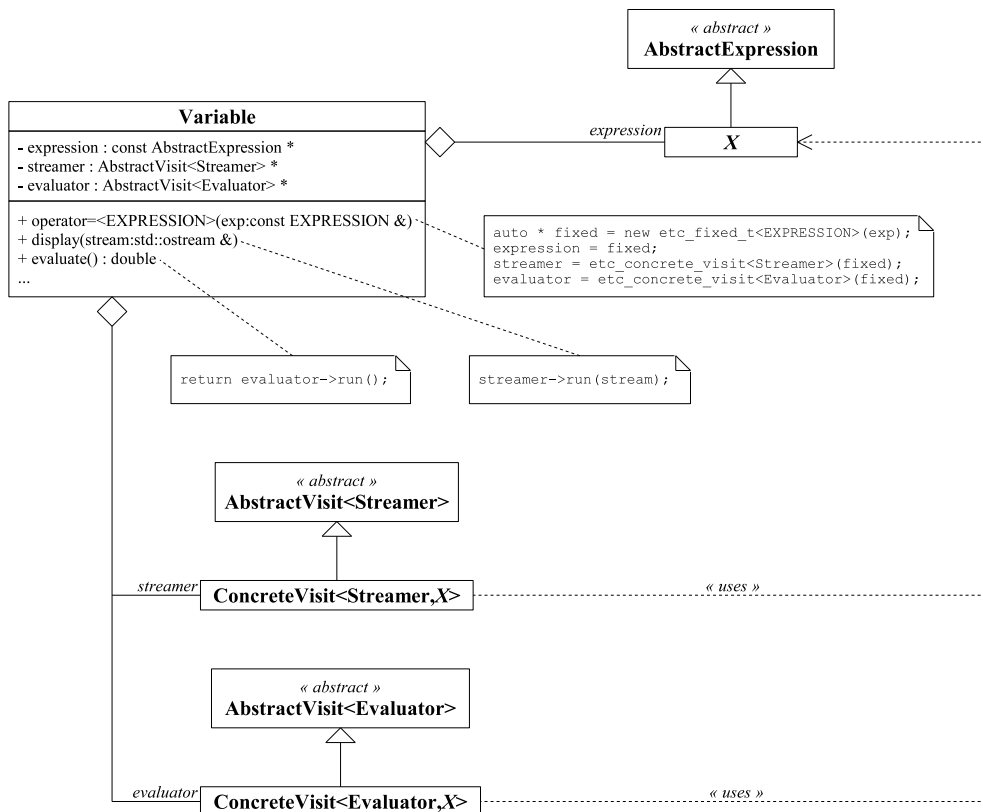 « abstract »
AbstractExpression
Variable
- expression : const AbstractExpression *
- streamer : AbstractVisit<Streamer> *
- evaluator : AbstractVisit<Evaluator> *
+ operator=<EXPRESSION>(exp:const EXPRESSION &)
+ display(stream:std::ostream &)
+ evaluate() : double
...
expression
X
auto * fixed = new etc_fixed_t<EXPRESSION>(exp);
expression = fixed;
streamer = etc_concrete_visit<Streamer>(fixed);
evaluator = etc_concrete_visit<Evaluator>(fixed);
return evaluator->run();
streamer->run(stream);
« abstract »
AbstractVisit<Streamer>
streamer
ConcreteVisit<Streamer,X>
« uses »
« abstract »
AbstractVisit<Evaluator>
evaluator
ConcreteVisit<Evaluator,X>
« uses »